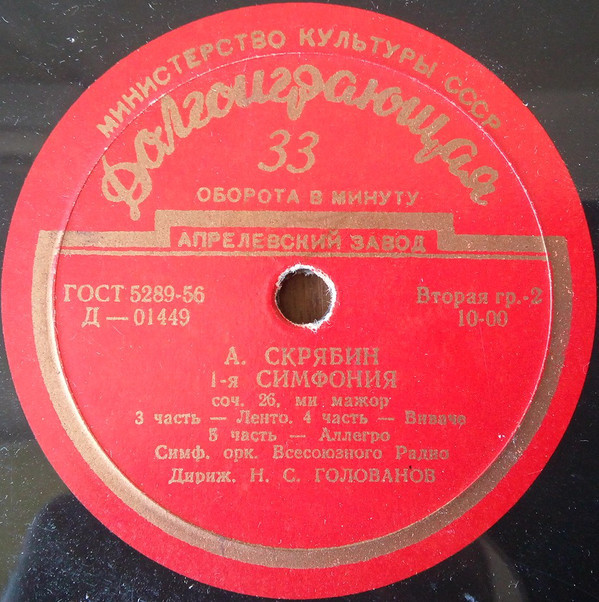 МИНИСТЕРСТВО КУЛЬТУРЫ СССР
Долгоиграющая
33
ОБОРОТА В МИНУТУ
АПРЕЛЕВСКИЙ ЗАВОД
ГОСТ 5289-56
Д — 01449
Вторая гр.-2
10-00
А. СКРЯБИН
1-я СИМФОНИЯ
соч. 26, ми мажор
3 часть — Ленто. 4 часть — Виваче
5 часть — Аллегро
Симф. орк. Всесоюзного Радио
Дириж. Н. С. ГОЛОВАНОВ